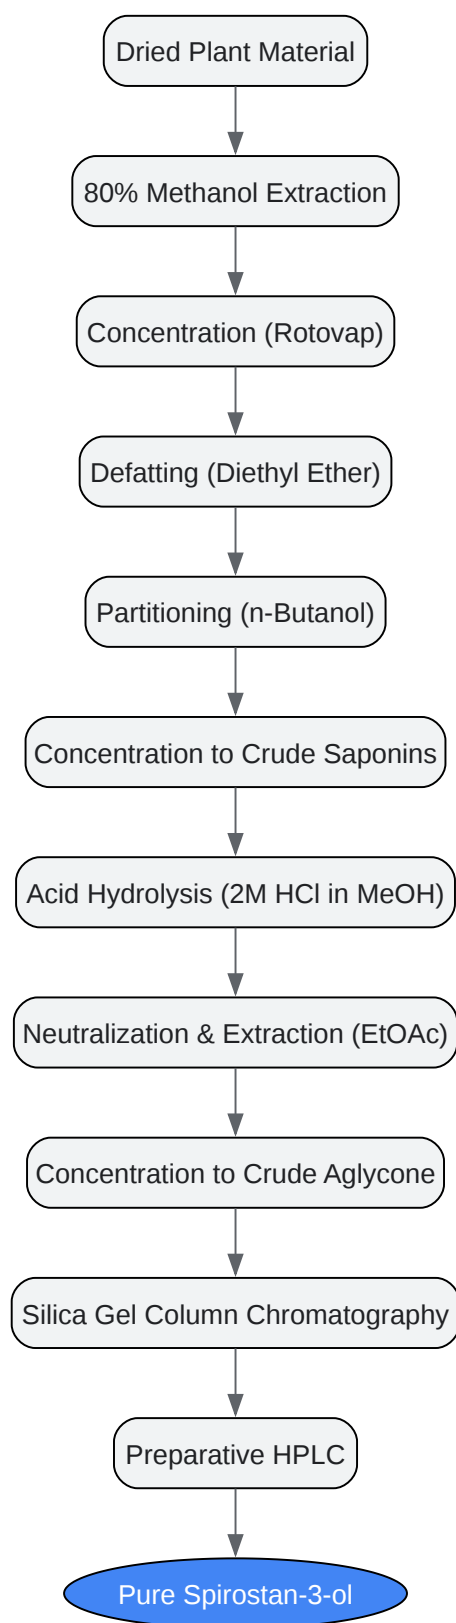 Dried Plant Material
80% Methanol Extraction
Concentration (Rotovap)
Defatting (Diethyl Ether)
Partitioning (n-Butanol)
Concentration to Crude Saponins
Acid Hydrolysis (2M HCl in MeOH)
Neutralization & Extraction (EtOAc)
Concentration to Crude Aglycone
Silica Gel Column Chromatography
Preparative HPLC
Pure Spirostan-3-ol